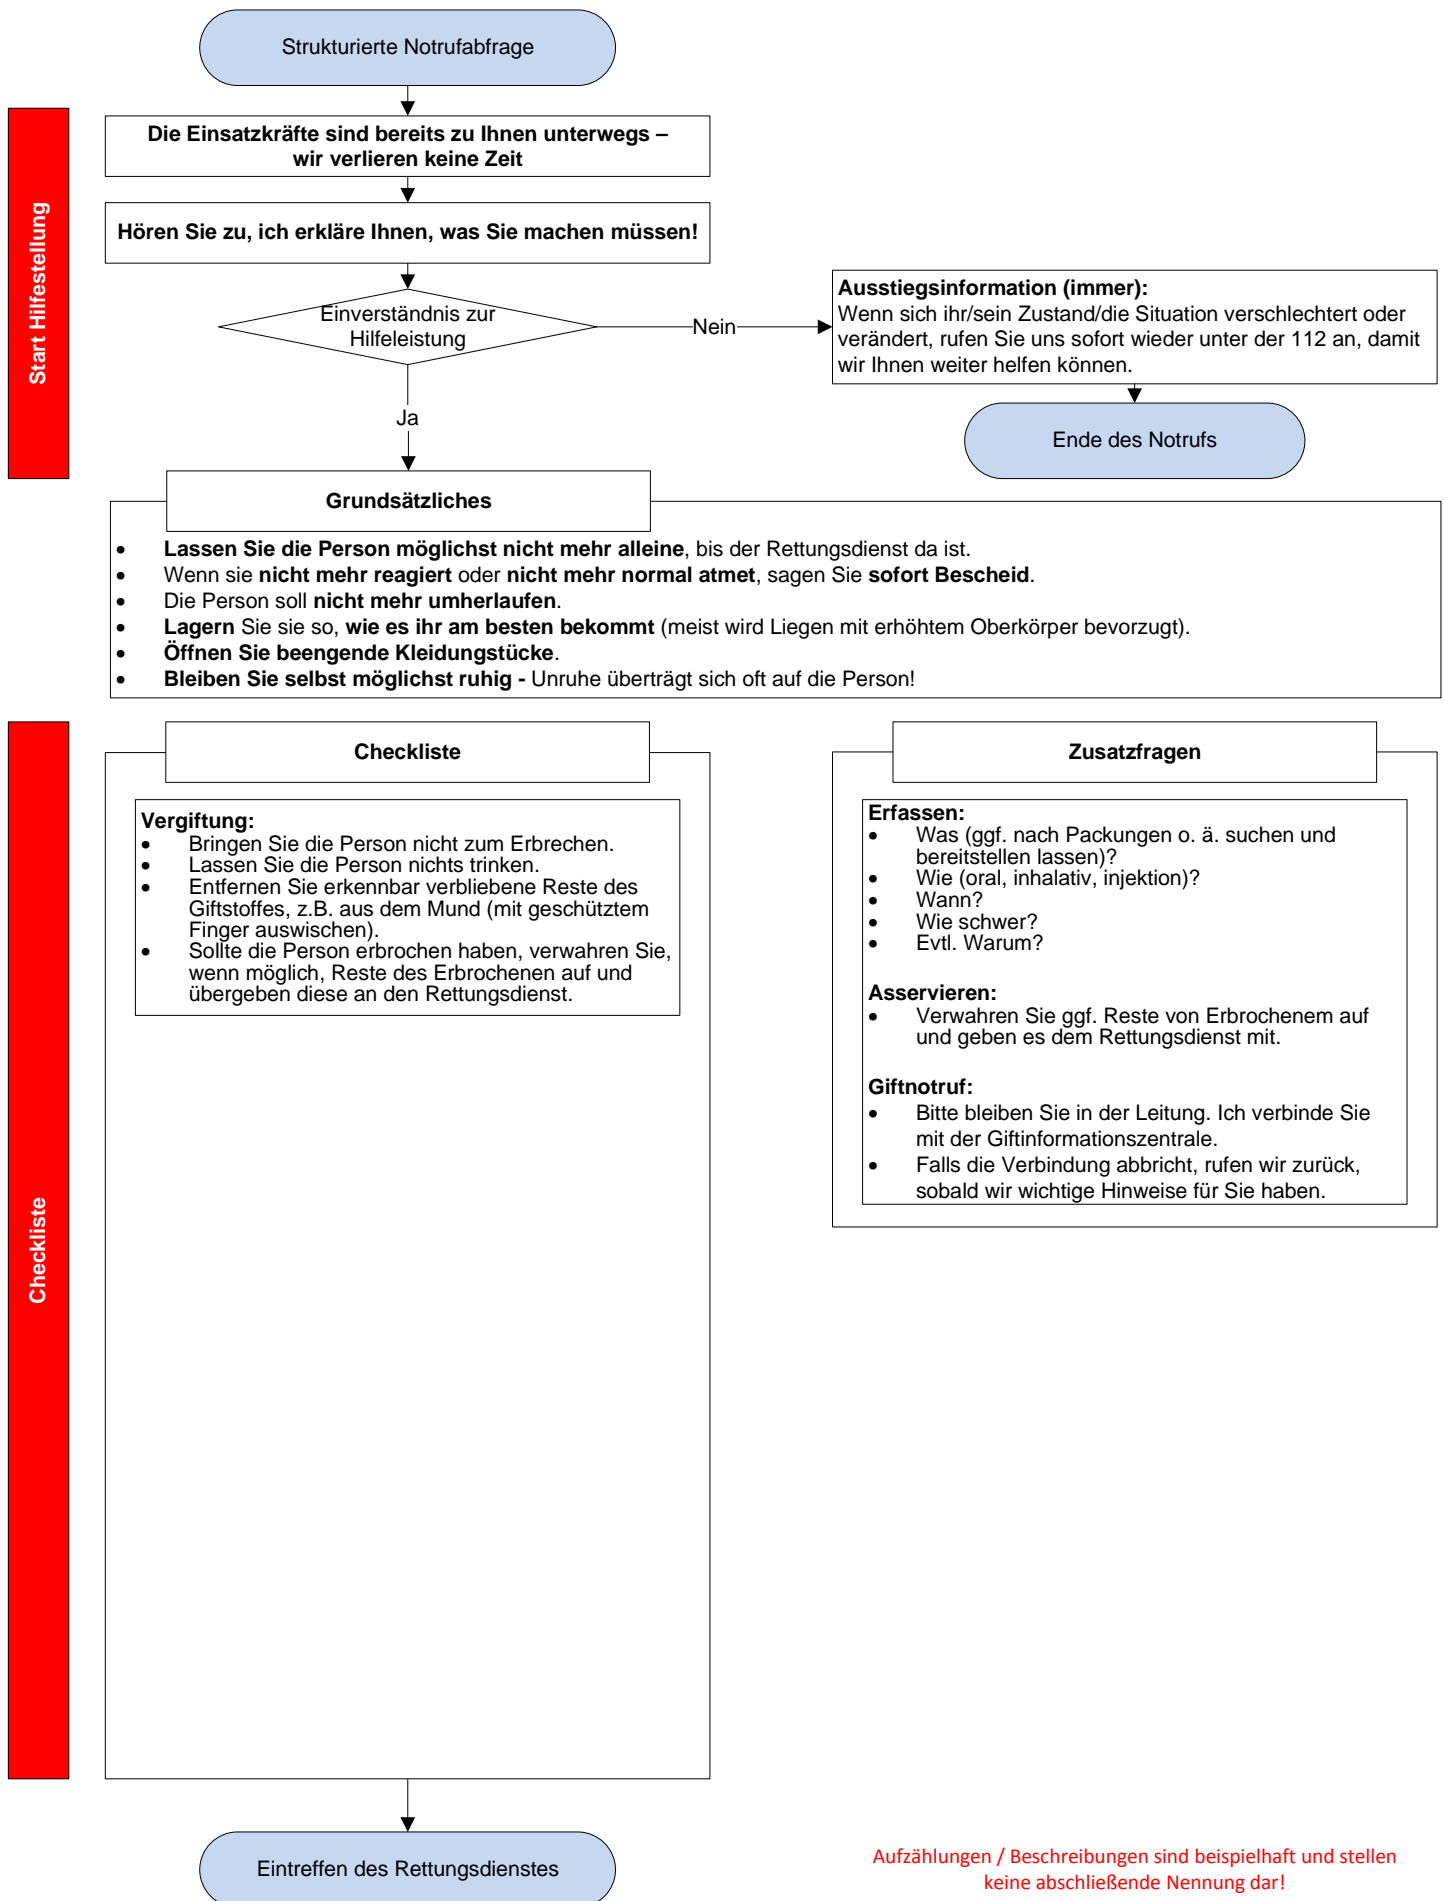 Strukturierte Notrufabfrage
Start Hilfestellung
Die Einsatzkräfte sind bereits zu Ihnen unterwegs –
wir verlieren keine Zeit
Hören Sie zu, ich erkläre Ihnen, was Sie machen müssen!
Einverständnis zur
Hilfeleistung
Nein
Ausstiegsinformation (immer):
Wenn sich ihr/sein Zustand/die Situation verschlechtert oder
verändert, rufen Sie uns sofort wieder unter der 112 an, damit
wir Ihnen weiter helfen können.
Ende des Notrufs
Ja
Grundsätzliches
• Lassen Sie die Person möglichst nicht mehr alleine, bis der Rettungsdienst da ist.
• Wenn sie nicht mehr reagiert oder nicht mehr normal atmet, sagen Sie sofort Bescheid.
• Die Person soll nicht mehr umherlaufen.
• Lagern Sie sie so, wie es ihr am besten bekommt (meist wird Liegen mit erhöhtem Oberkörper bevorzugt).
• Öffnen Sie beengende Kleidungstücke.
• Bleiben Sie selbst möglichst ruhig - Unruhe überträgt sich oft auf die Person!
Checkliste
Checkliste
Vergiftung:
• Bringen Sie die Person nicht zum Erbrechen.
• Lassen Sie die Person nichts trinken.
• Entfernen Sie erkennbar verbliebene Reste des
Giftstoffes, z.B. aus dem Mund (mit geschütztem
Finger auswischen).
• Sollte die Person erbrochen haben, verwahren Sie,
wenn möglich, Reste des Erbrochenen auf und
übergeben diese an den Rettungsdienst.
Zusatzfragen
Erfassen:
• Was (ggf. nach Packungen o. ä. suchen und
bereitstellen lassen)?
• Wie (oral, inhalativ, injektion)?
• Wann?
• Wie schwer?
• Evtl. Warum?
Asservieren:
• Verwahren Sie ggf. Reste von Erbrochenem auf
und geben es dem Rettungsdienst mit.
Giftnotruf:
• Bitte bleiben Sie in der Leitung. Ich verbinde Sie
mit der Giftinformationszentrale.
• Falls die Verbindung abbricht, rufen wir zurück,
sobald wir wichtige Hinweise für Sie haben.
Eintreffen des Rettungsdienstes
Aufzählungen / Beschreibungen sind beispielhaft und stellen
keine abschließende Nennung dar!